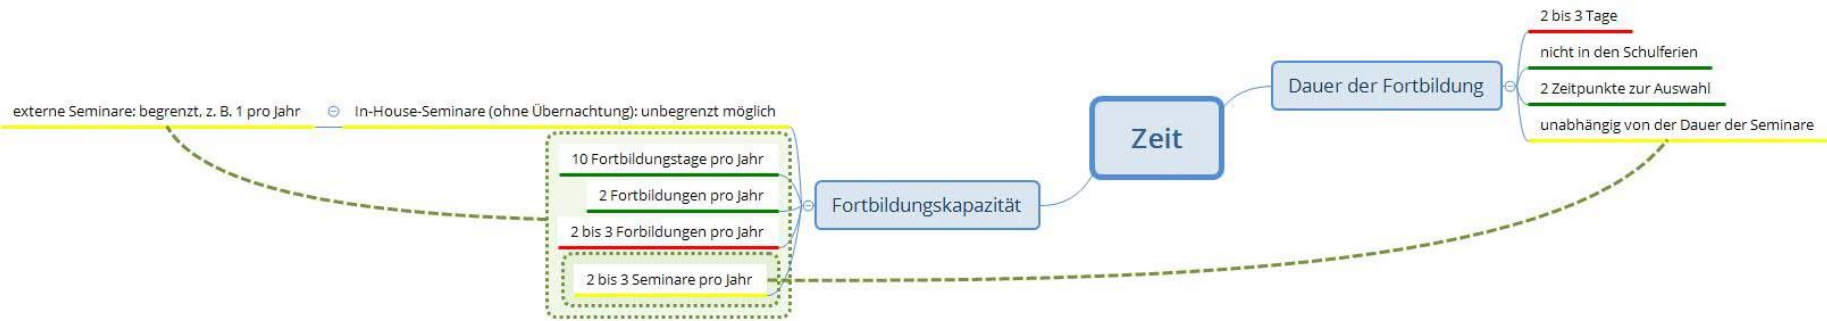 2 bis 3 Tage
nicht in den Schulferien
Dauer der Fortbildung
2 Zeitpunkte zur Auswahl
unabhängig von der Dauer der Seminare
Zeit
externe Seminare: begrenzt, z. B. 1 pro Jahr
In-House-Seminare (ohne Übernachtung): unbegrenzt möglich
10 Fortbildungstage pro Jahr
2 Fortbildungen pro Jahr
Fortbildungskapazität
2 bis 3 Forbildungen pro Jahr
2 bis 3 Seminare pro Jahr